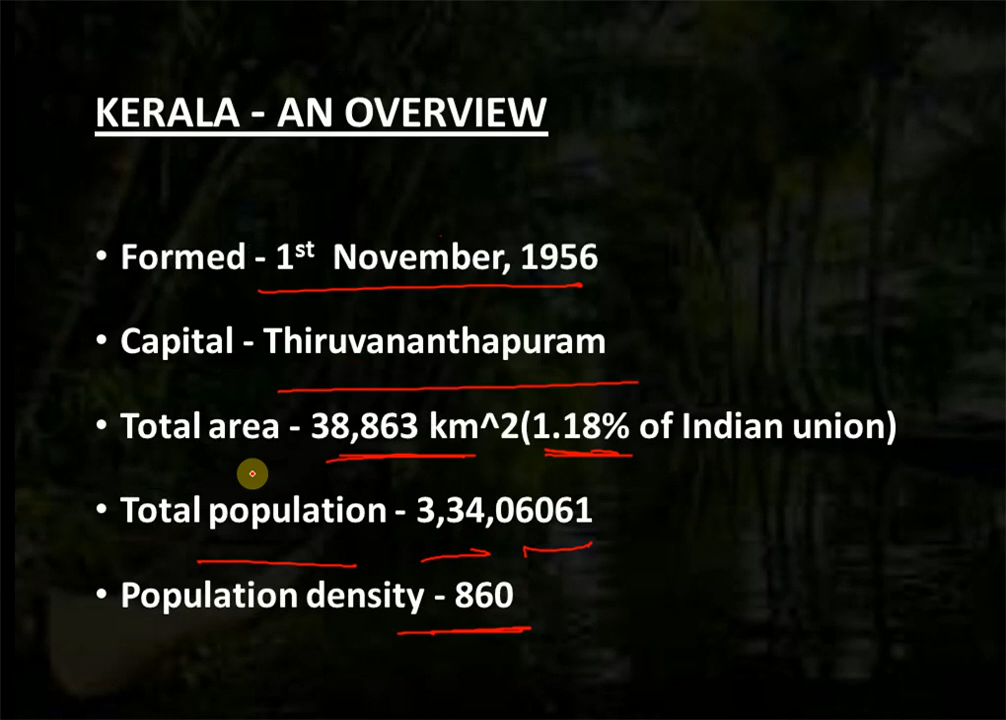 KERALA - AN OVERVIEW
• Formed - 1st November, 1956
• Capital - Thiruvananthapuram
• Total area - 38,863 km^2(1.18% of Indian union)
• Total population - 3,34,06061
• Population density - 860